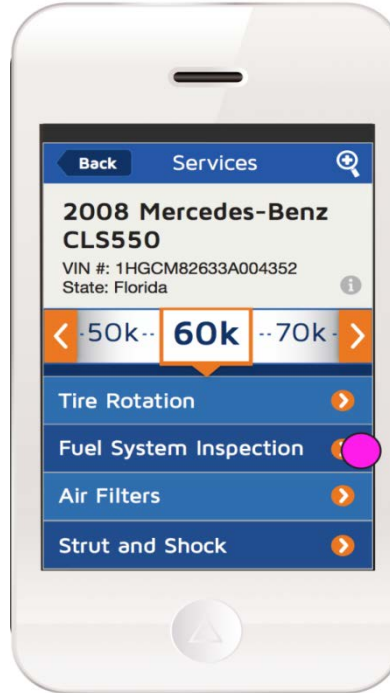 Back Services
2008 Mercedes-Benz
CLS550
VIN #: 1HGCM82633A004352
State: Florida
50k 60k 70k
Tire Rotation
Fuel System Inspection
Air Filters
Strut and Shock